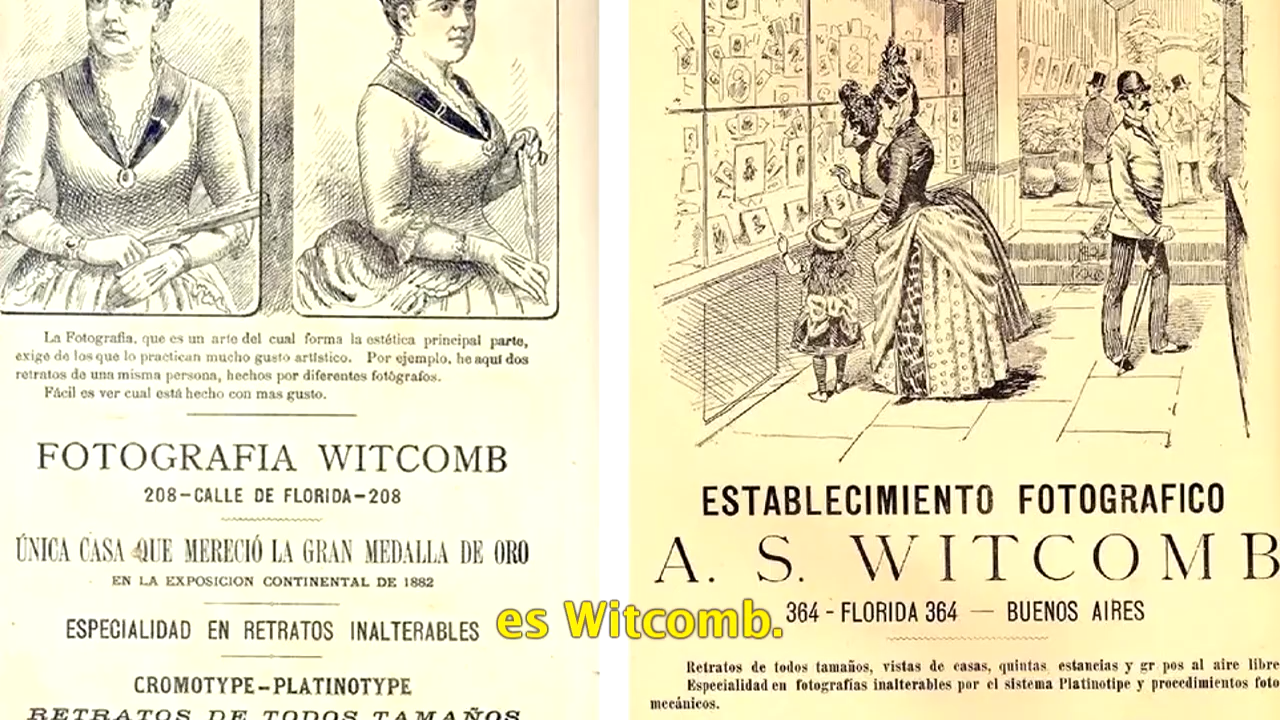 La Fotografía, que es un arte del cual forma la estética principal parte,
exige de los que lo practican mucho gusto artístico. Por ejemplo, he aquí dos
retratos de una misma persona, hechos por diferentes fotógrafos.
Fácil es ver cual está hecho con mas gusto.
FOTOGRAFIA WITCOMB
208-CALLE DE FLORIDA-208
ÚNICA CASA QUE MERECIÓ LA GRAN MEDALLA DE ORO
EN LA EXPOSICION CONTINENTAL DE 1882
ESPECIALIDAD EN RETRATOS INALTERABLES
CROMOTYPE-PLATINOTYPE
RETRATOS DE TODOS TAMAÑOS
ESTABLECIMIENTO FOTOGRAFICO
A. S. WITCOMB
364 - FLORIDA 364 — BUENOS AIRES
Retratos de todos tamaños, vistas de casas, quintas, estancias y gr pos al aire libre
Especialidad en fotografías inalterables por el sistema Platinotipe y procedimientos foto
mecánicos.
es Witcomb.